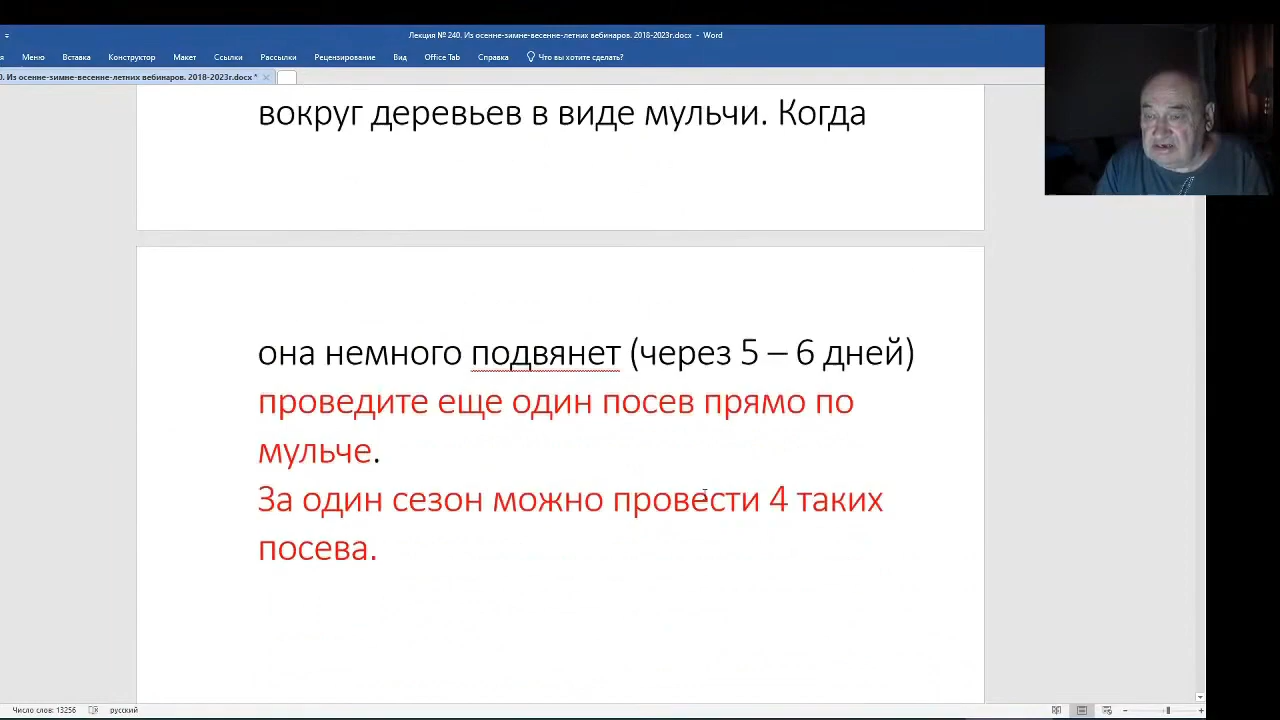 Лекция № 240. Из осенне-зимне-весенне-летних вебинаров. 2018-2023г.docx - Word
я Меню Вставка Конструктор Макет Ссылки Рассылки Рецензирование Вид Office Tab Справка Что вы хотите сделать?
0. Из осенне-зимне-весенне-летних вебинаров. 2018-2023г.docx *
вокруг деревьев в виде мульчи. Когда
она немного подвянет (через 5 – 6 дней)
проведите еще один посев прямо по
мульче.
За один сезон можно провести 4 таких
посева.
Число слов: 13256 русский